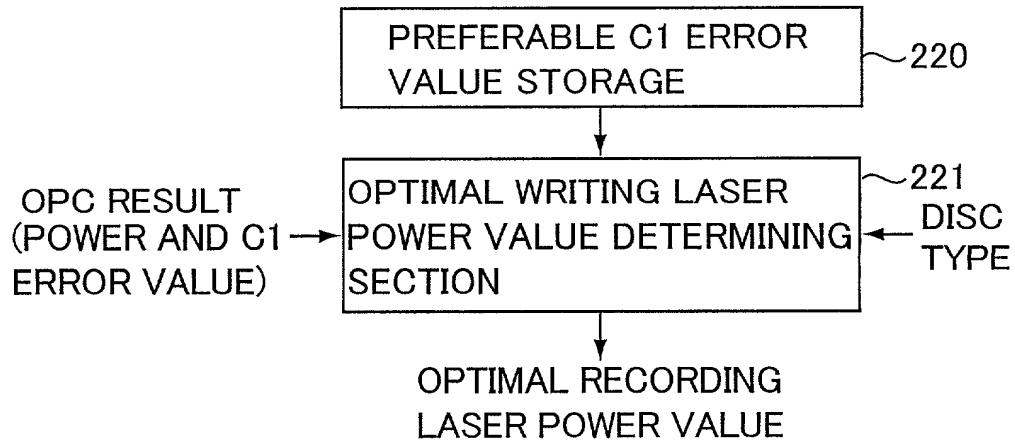 PREFERABLE C1 ERROR
VALUE STORAGE
220
OPTIMAL WRITING LASER
POWER VALUE DETERMINING
SECTION
221
OPC RESULT
(POWER AND C1
ERROR VALUE)
DISC
TYPE
OPTIMAL RECORDING
LASER POWER VALUE